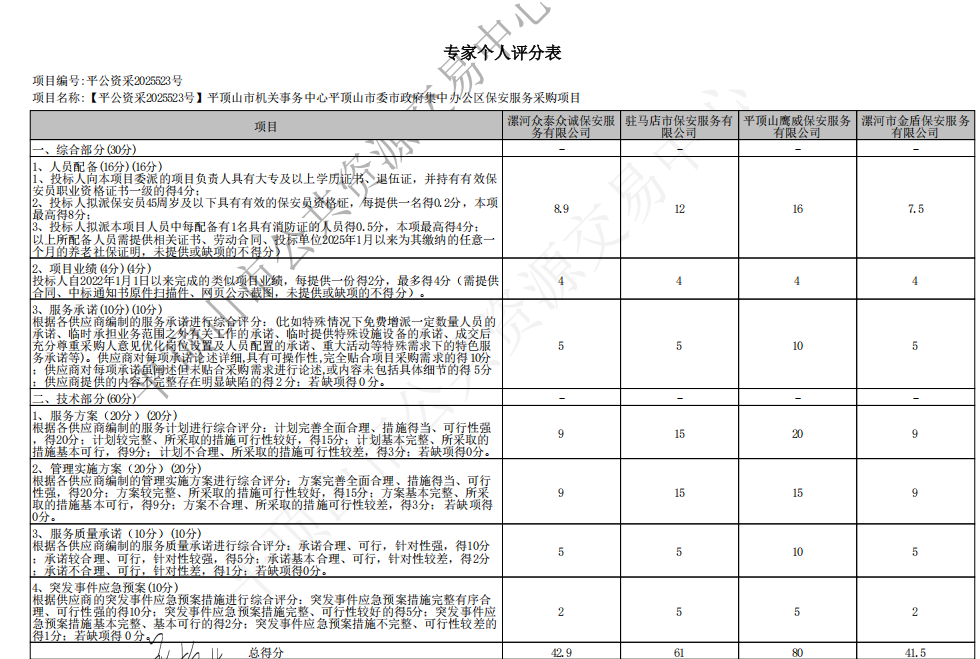 专家个人评分表
项目编号:平公资采2025523号
项目名称:【平公资采2025523号】平顶山市机关事务中心平顶山市委市政府集中办公区保安服务采购项目
项目 漯河众泰众诚保安服务有限公司 驻马店市保安服务有限公司 平顶山鹰威保安服务有限公司 漯河市金盾保安服务有限公司
一、综合部分(30分) - - - -
1、人员配备(16分)(16分)
1、投标人向本项目委派的项目负责人具有大专及以上学历证书、退伍证，并持有有效保
安员职业资格证书一级的得4分;
2、投标人拟派保安员45周岁及以下具有有效的保安员资格证，每提供一名得0.2分，本项
最高得8分;
3、投标人拟派本项目人员中每配备有1名具有消防证的人员得0.5分，本项最高得4分;
以上所配备人员需提供相关证书、劳动合同、投标单位2025年1月以来为其缴纳的任意一
个月的养老社保证明，未提供或缺项的不得分)
8.9 12 16 7.5
2、项目业绩(4分)(4分)
投标人自2022年1月1日以来完成的类似项目业绩，每提供一份得2分，最多得4分（需提供
合同、中标通知书原件扫描件、网页公示截图，未提供或缺项的不得分）。
4 4 4 4
3、服务承诺(10分)(10分)
根据各供应商编制的服务承诺进行综合评分:(比如特殊情况下免费增派一定数量人员的
承诺、临时承担业务范围之外有关工作的承诺、临时提供特殊设施设备的承诺、成交后
充分尊重采购人意见优化岗位设置及人员配置的承诺、重大活动等特殊需求下的特色服
务承诺等)。供应商对每项承诺论述详细,具有可操作性,完全贴合项目采购需求的得 10分
;供应商对每项承诺虽阐述但未贴合采购需求进行论述,或内容未包括具体细节的得 5分
;供应商提供的内容不完整存在明显缺陷的得 2 分;若缺项得 0 分。
5 5 10 5
二、技术部分(60分) - - - -
1、服务方案（20分）(20分)
根据各供应商编制的服务计划进行综合评分: 计划完善全面合理、措施得当、可行性强
，得20分; 计划较完整、所采取的措施可行性较好，得15分; 计划基本完整、所采取的
措施基本可行，得9分; 计划不合理、所采取的措施可行性较差，得3分; 若缺项得0分。
9 15 20 9
2、管理实施方案（20分）(20分)
根据各供应商编制的管理实施方案进行综合评分: 方案完善全面合理、措施得当、可行
性强，得20分; 方案较完整、所采取的措施可行性较好，得15分; 方案基本完整、所采
取的措施基本可行，得9分; 方案不合理、所采取的措施可行性较差，得3分; 若缺项得
0分。
9 15 15 9
3、服务质量承诺（10分）(10分)
根据各供应商编制的服务质量承诺进行综合评分: 承诺合理、可行，针对性强，得10分
; 承诺较合理、可行，针对性较强，得5分; 承诺基本合理、可行，针对性较差，得2分
; 承诺不合理、可行，针对性差，得1分; 若缺项得0分。
5 5 10 5
4、突发事件应急预案(10分)
根据供应商的突发事件应急预案措施进行综合评分: 突发事件应急预案措施完整有序合
理、可行性强的得10分; 突发事件应急预案措施完整、可行性较好的得5分; 突发事件应
急预案措施基本完整、基本可行的得2分; 突发事件应急预案措施不完整、可行性较差的
得1分; 若缺项得 0 分。
2 5 5 2
总得分 42.9 61 80 41.5
平顶山市公共资源交易中心
平顶山市公共资源交易中心